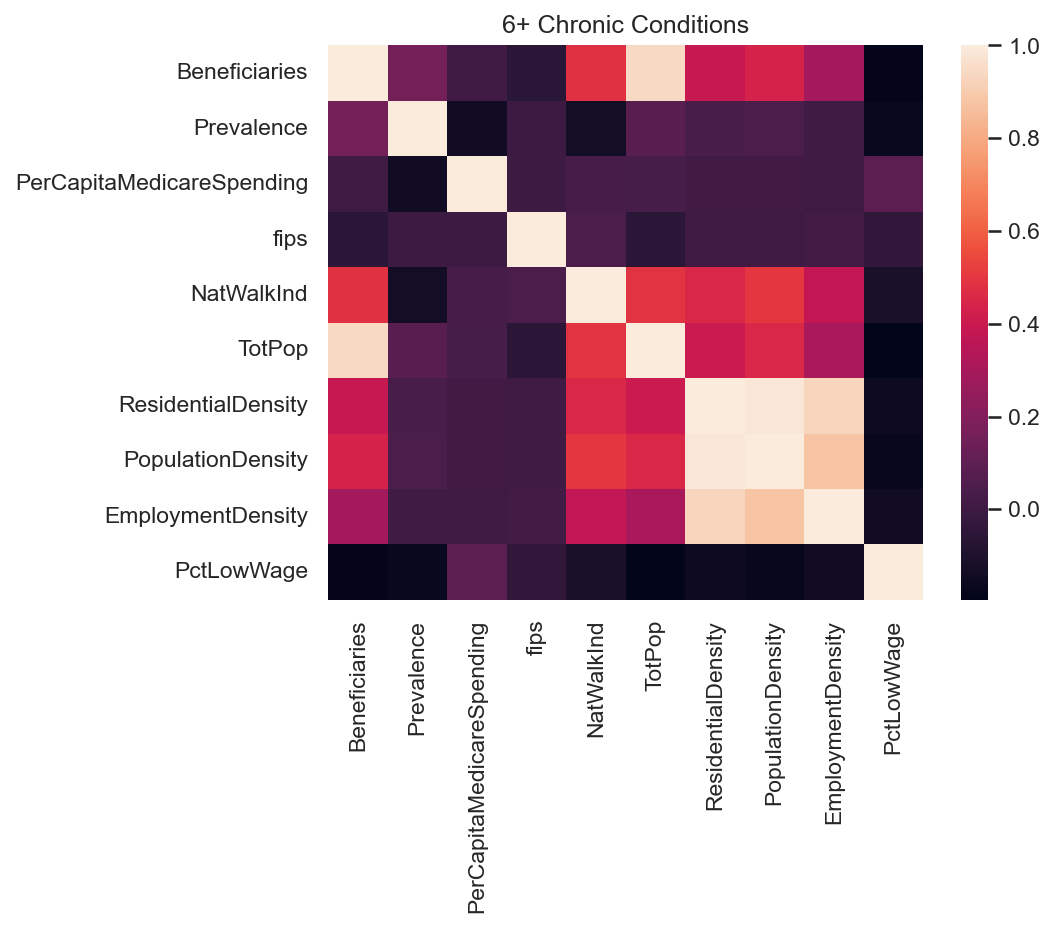 6+ Chronic Conditions
Beneficiaries
Prevalence
PerCapitaMedicareSpending
fips
NatWalkInd
TotPop
ResidentialDensity
PopulationDensity
EmploymentDensity
PctLowWage
Beneficiaries
Prevalence
PerCapitaMedicareSpending
fips
NatWalkInd
TotPop
ResidentialDensity
PopulationDensity
EmploymentDensity
PctLowWage
1.0
0.8
0.6
0.4
0.2
0.0